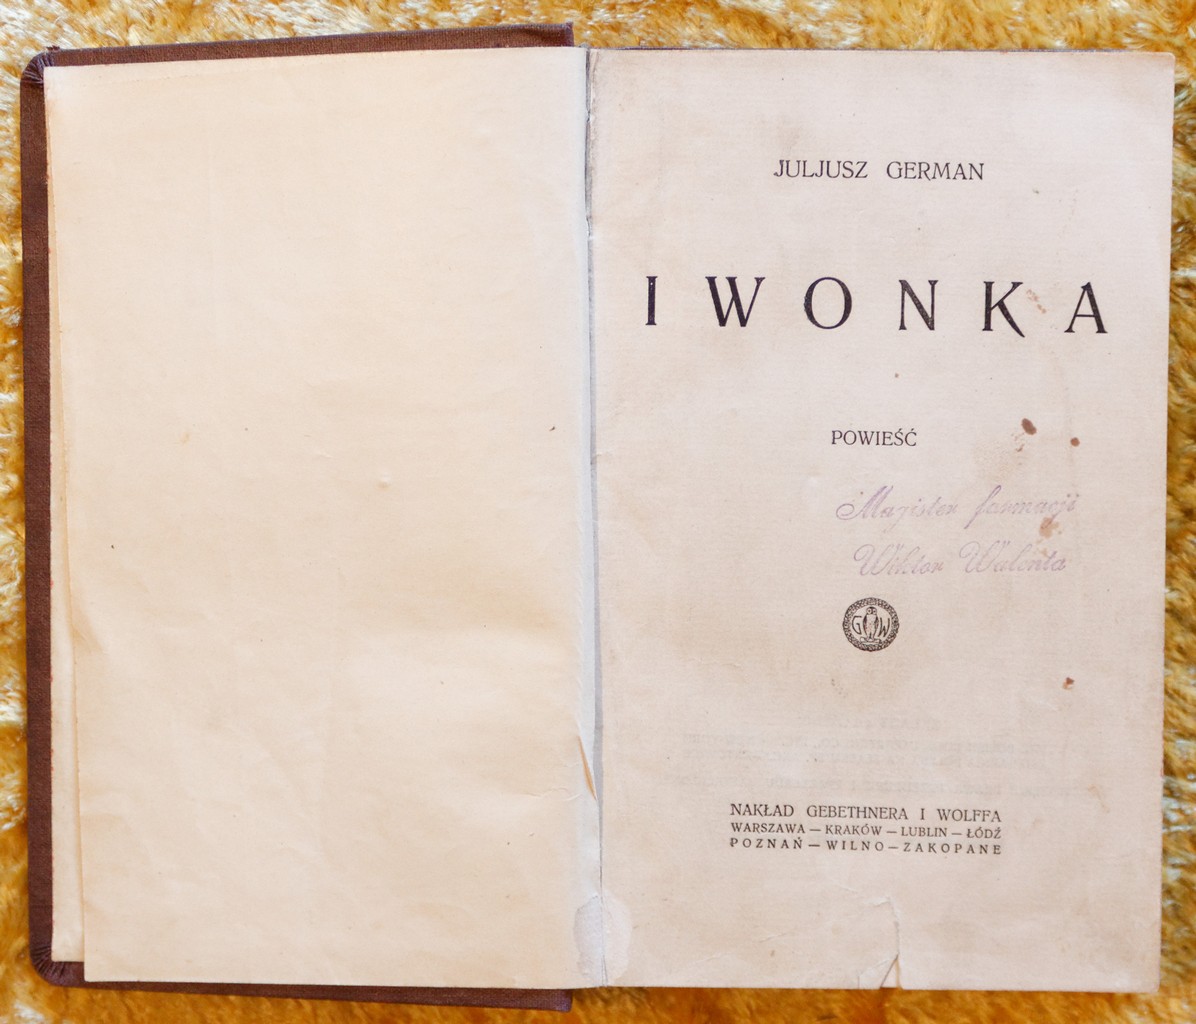 JULJUSZ GERMAN
IWONKA
POWIEŚĆ
Magister farmacji
Wiktor Walenta
G W
NAKŁAD GEBETHNERA I WOLFFA
WARSZAWA — KRAKÓW — LUBLIN — ŁÓDŹ
POZNAŃ — WILNO — ZAKOPANE